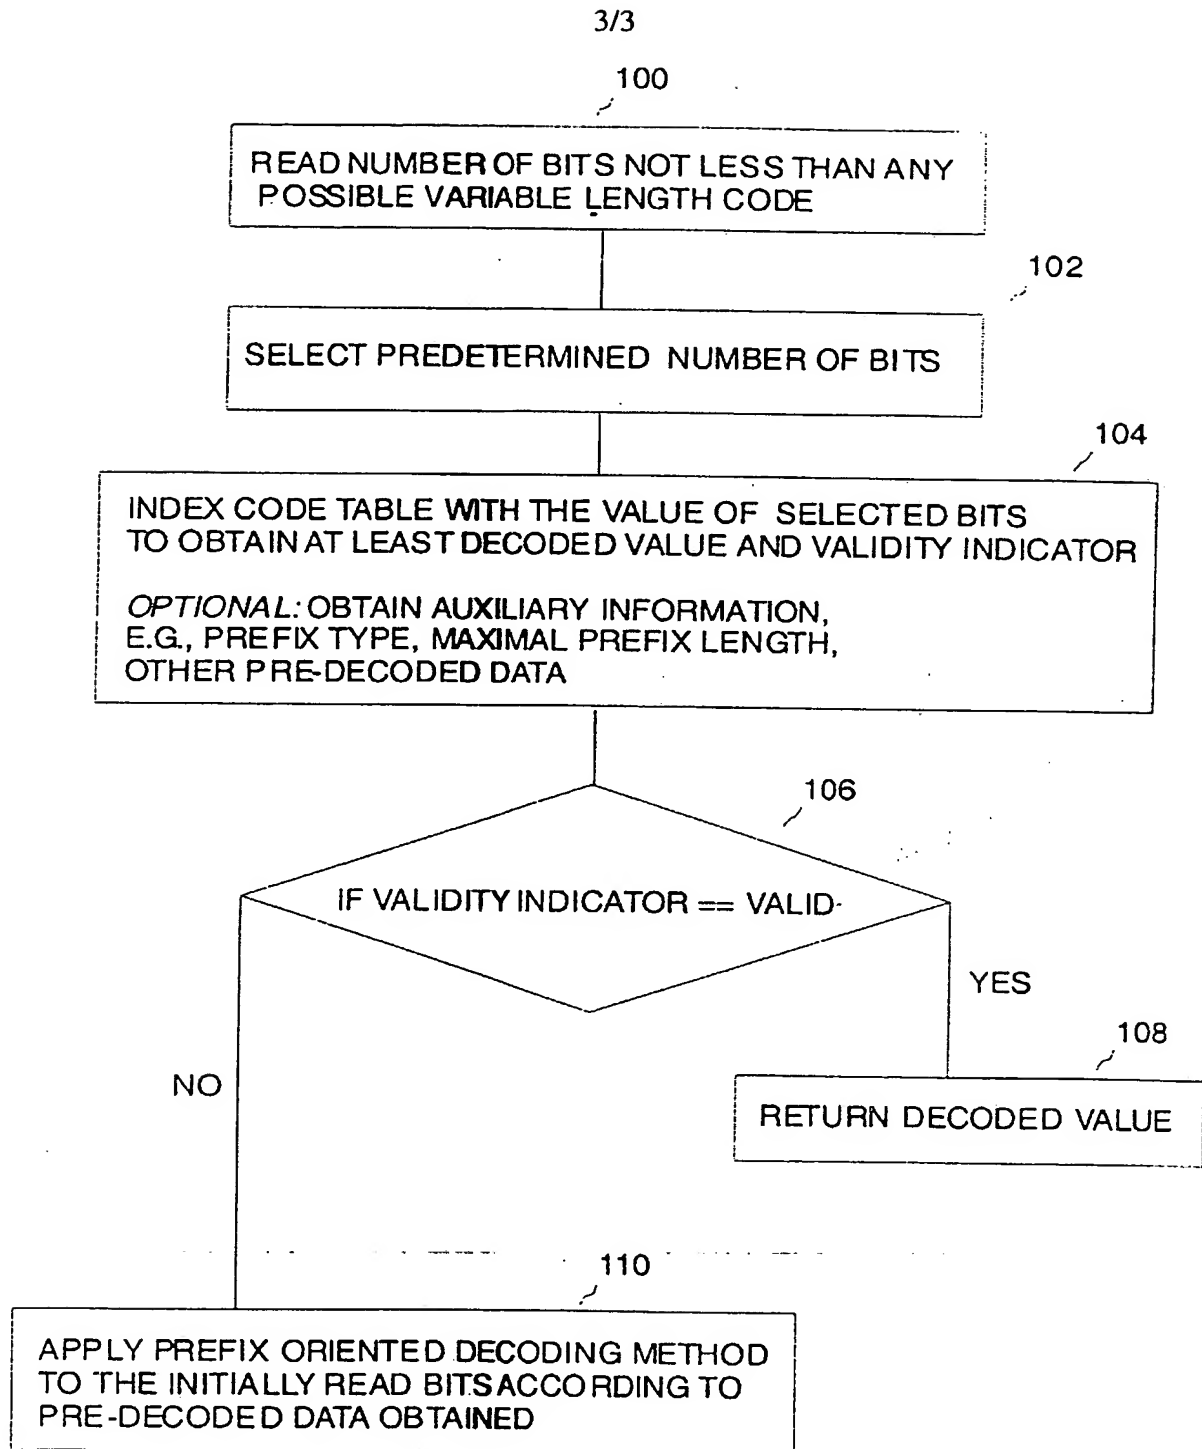 3/3
100
READ NUMBER OF BITS NOT LESS THAN ANY
POSSIBLE VARIABLE LENGTH CODE
102
SELECT PREDETERMINED NUMBER OF BITS
104
INDEX CODE TABLE WITH THE VALUE OF SELECTED BITS
TO OBTAIN AT LEAST DECODED VALUE AND VALIDITY INDICATOR
OPTIONAL: OBTAIN AUXILIARY INFORMATION,
E.G., PREFIX TYPE, MAXIMAL PREFIX LENGTH,
OTHER PRE-DECODED DATA
106
IF VALIDITY INDICATOR == VALID
YES
108
NO
RETURN DECODED VALUE
110
APPLY PREFIX ORIENTED DECODING METHOD
TO THE INITIALLY READ BITS ACCORDING TO
PRE-DECODED DATA OBTAINED